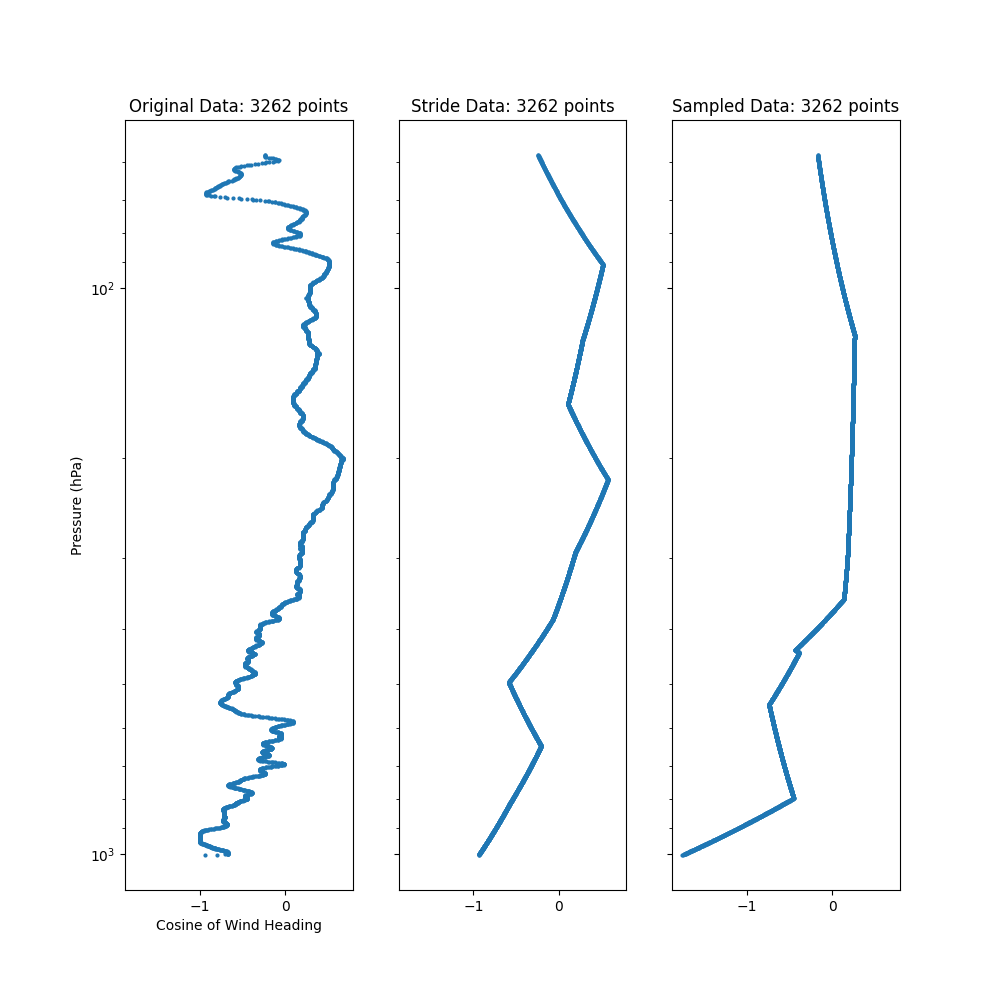 Original Data: 3262 points
Stride Data: 3262 points
Sampled Data: 3262 points
Pressure (hPa)
10²
10³
−1 0
−1 0
−1 0
Cosine of Wind Heading